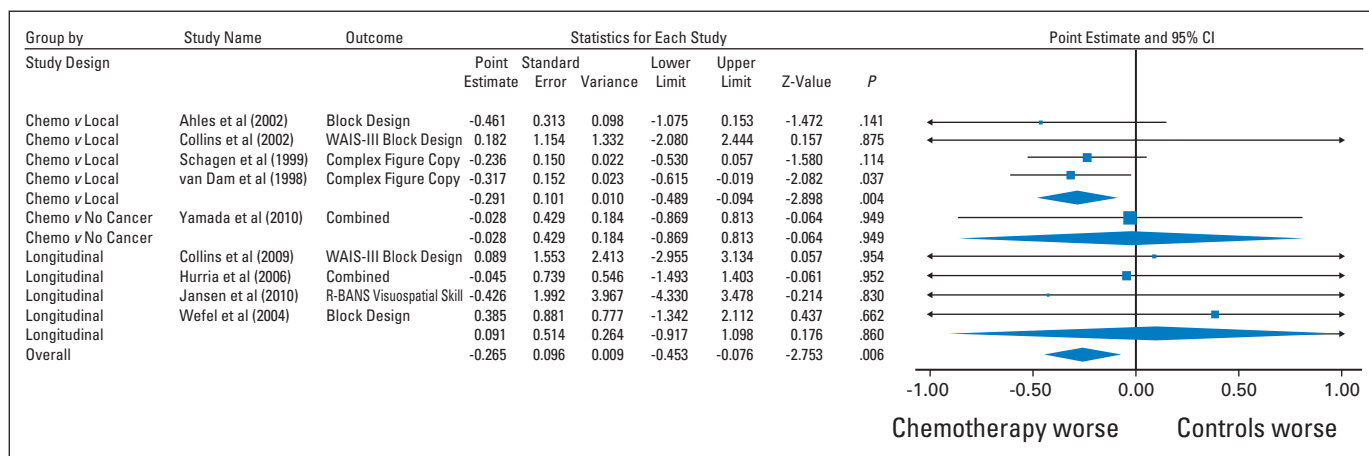 Group by Study Name Outcome Statistics for Each Study Point Estimate and 95% CI
Study Design Point Standard Lower Upper
Estimate Error Variance Limit Limit Z-Value P
Chemo v Local Ahles et al (2002) Block Design -0.461 0.313 0.098 -1.075 0.153 -1.472 .141
Chemo v Local Collins et al (2002) WAIS-III Block Design 0.182 1.154 1.332 -2.080 2.444 0.157 .875
Chemo v Local Schagen et al (1999) Complex Figure Copy -0.236 0.150 0.022 -0.530 0.057 -1.580 .114
Chemo v Local van Dam et al (1998) Complex Figure Copy -0.317 0.152 0.023 -0.615 -0.019 -2.082 .037
Chemo v Local -0.291 0.101 0.010 -0.489 -0.094 -2.898 .004
Chemo v No Cancer Yamada et al (2010) Combined -0.028 0.429 0.184 -0.869 0.813 -0.064 .949
Chemo v No Cancer -0.028 0.429 0.184 -0.869 0.813 -0.064 .949
Longitudinal Collins et al (2009) WAIS-III Block Design 0.089 1.553 2.413 -2.955 3.134 0.057 .954
Longitudinal Hurria et al (2006) Combined -0.045 0.739 0.546 -1.493 1.403 -0.061 .952
Longitudinal Jansen et al (2010) R-BANS Visuospatial Skill -0.426 1.992 3.967 -4.330 3.478 -0.214 .830
Longitudinal Wefel et al (2004) Block Design 0.385 0.881 0.777 -1.342 2.112 0.437 .662
Longitudinal 0.091 0.514 0.264 -0.917 1.098 0.176 .860
Overall -0.265 0.096 0.009 -0.453 -0.076 -2.753 .006
-1.00 -0.50 0.00 0.50 1.00
Chemotherapy worse Controls worse